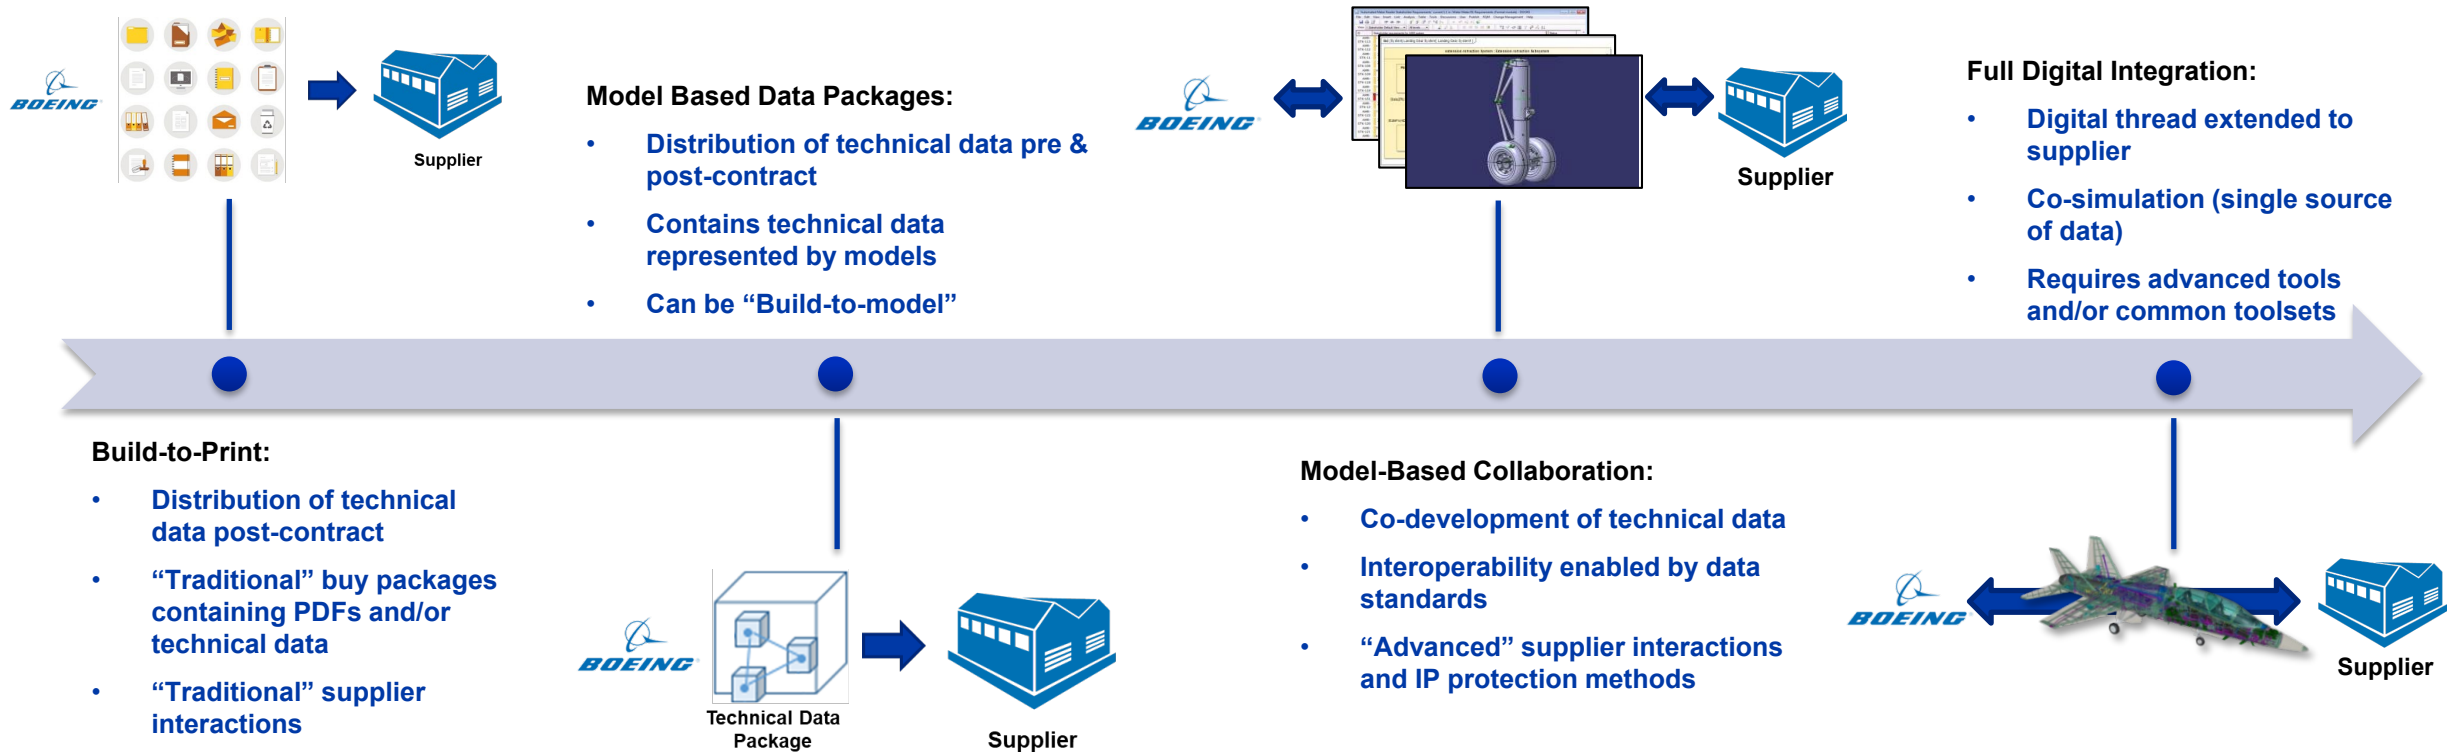 BOEING
Supplier
Model Based Data Packages:
• Distribution of technical data pre &
post-contract
• Contains technical data
represented by models
• Can be “Build-to-model”
BOEING
Supplier
Full Digital Integration:
• Digital thread extended to
supplier
• Co-simulation (single source
of data)
• Requires advanced tools
and/or common toolsets
Build-to-Print:
• Distribution of technical
data post-contract
• “Traditional” buy packages
containing PDFs and/or
technical data
• “Traditional” supplier
interactions
BOEING
Technical Data
Package
Supplier
Model-Based Collaboration:
• Co-development of technical data
• Interoperability enabled by data
standards
• “Advanced” supplier interactions
and IP protection methods
BOEING
Supplier